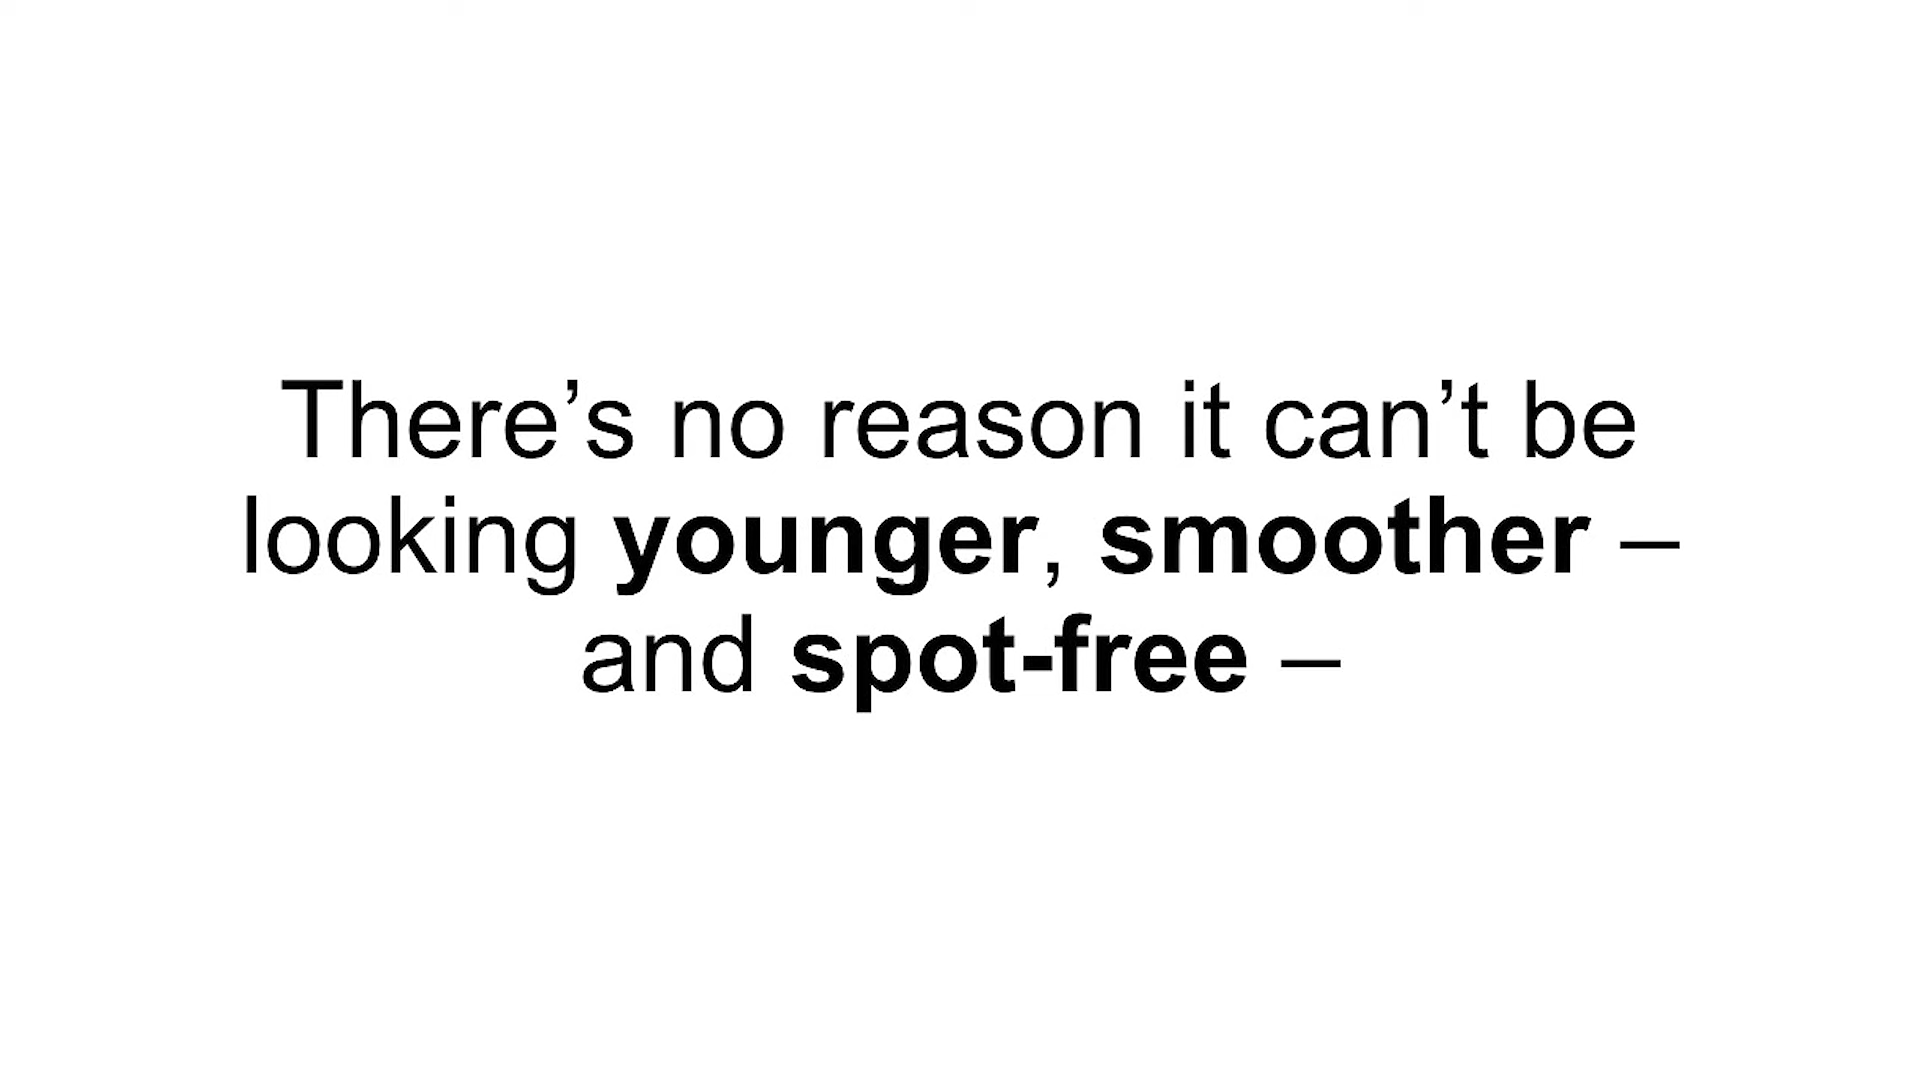 There’s no reason it can’t be
looking younger, smoother –
and spot-free –